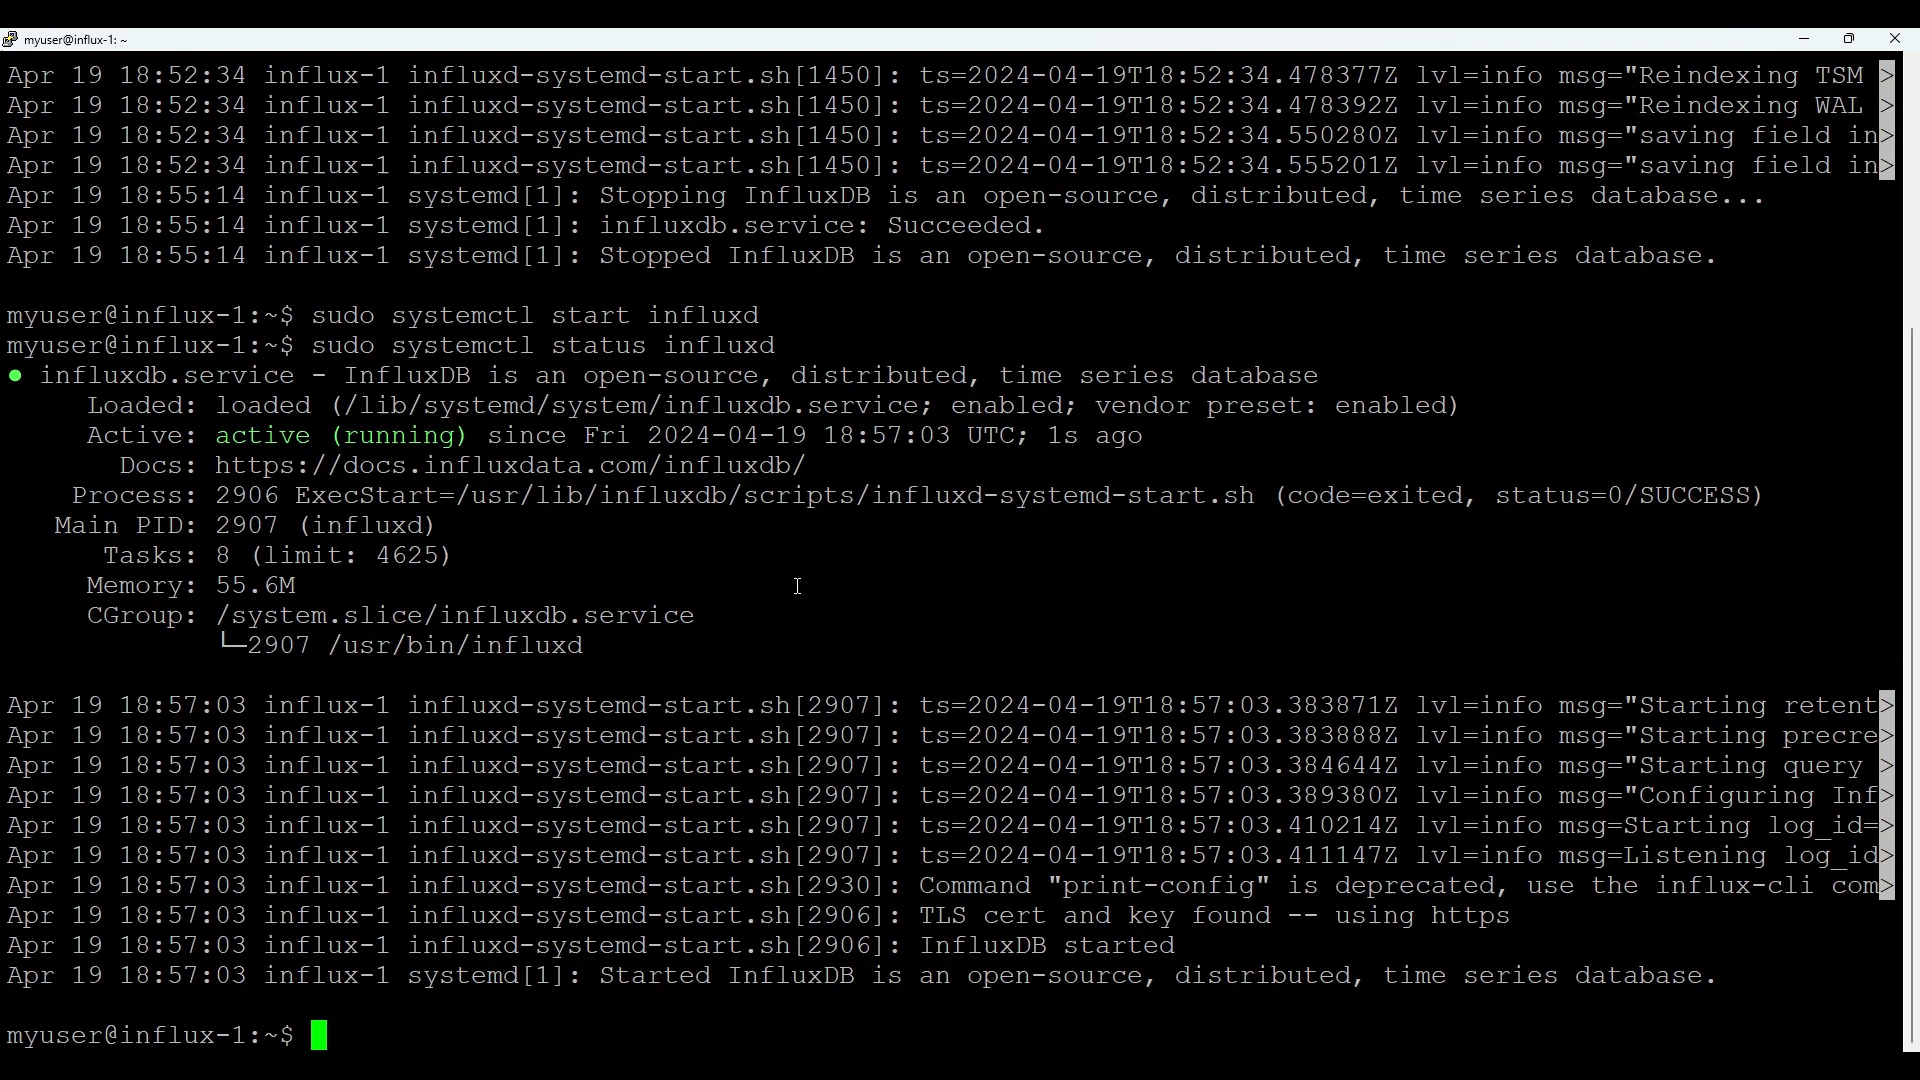 myuser@influx-1: ~
Apr 19 18:52:34 influx-1 influxd-systemd-start.sh[1450]: ts=2024-04-19T18:52:34.478377Z lvl=info msg="Reindexing TSM >
Apr 19 18:52:34 influx-1 influxd-systemd-start.sh[1450]: ts=2024-04-19T18:52:34.478392Z lvl=info msg="Reindexing WAL >
Apr 19 18:52:34 influx-1 influxd-systemd-start.sh[1450]: ts=2024-04-19T18:52:34.550280Z lvl=info msg="saving field in>
Apr 19 18:52:34 influx-1 influxd-systemd-start.sh[1450]: ts=2024-04-19T18:52:34.555201Z lvl=info msg="saving field in>
Apr 19 18:55:14 influx-1 systemd[1]: Stopping InfluxDB is an open-source, distributed, time series database...
Apr 19 18:55:14 influx-1 systemd[1]: influxdb.service: Succeeded.
Apr 19 18:55:14 influx-1 systemd[1]: Stopped InfluxDB is an open-source, distributed, time series database.
myuser@influx-1:~$ sudo systemctl start influxd
myuser@influx-1:~$ sudo systemctl status influxd
● influxdb.service - InfluxDB is an open-source, distributed, time series database
Loaded: loaded (/lib/systemd/system/influxdb.service; enabled; vendor preset: enabled)
Active: active (running) since Fri 2024-04-19 18:57:03 UTC; 1s ago
Docs: https://docs.influxdata.com/influxdb/
Process: 2906 ExecStart=/usr/lib/influxdb/scripts/influxd-systemd-start.sh (code=exited, status=0/SUCCESS)
Main PID: 2907 (influxd)
Tasks: 8 (limit: 4625)
Memory: 55.6M
CGroup: /system.slice/influxdb.service
└─2907 /usr/bin/influxd
Apr 19 18:57:03 influx-1 influxd-systemd-start.sh[2907]: ts=2024-04-19T18:57:03.383871Z lvl=info msg="Starting retent>
Apr 19 18:57:03 influx-1 influxd-systemd-start.sh[2907]: ts=2024-04-19T18:57:03.383888Z lvl=info msg="Starting precre>
Apr 19 18:57:03 influx-1 influxd-systemd-start.sh[2907]: ts=2024-04-19T18:57:03.384644Z lvl=info msg="Starting query >
Apr 19 18:57:03 influx-1 influxd-systemd-start.sh[2907]: ts=2024-04-19T18:57:03.389380Z lvl=info msg="Configuring Inf>
Apr 19 18:57:03 influx-1 influxd-systemd-start.sh[2907]: ts=2024-04-19T18:57:03.410214Z lvl=info msg=Starting log_id=>
Apr 19 18:57:03 influx-1 influxd-systemd-start.sh[2907]: ts=2024-04-19T18:57:03.411147Z lvl=info msg=Listening log_id>
Apr 19 18:57:03 influx-1 influxd-systemd-start.sh[2930]: Command "print-config" is deprecated, use the influx-cli com>
Apr 19 18:57:03 influx-1 influxd-systemd-start.sh[2906]: TLS cert and key found -- using https
Apr 19 18:57:03 influx-1 influxd-systemd-start.sh[2906]: InfluxDB started
Apr 19 18:57:03 influx-1 systemd[1]: Started InfluxDB is an open-source, distributed, time series database.
myuser@influx-1:~$